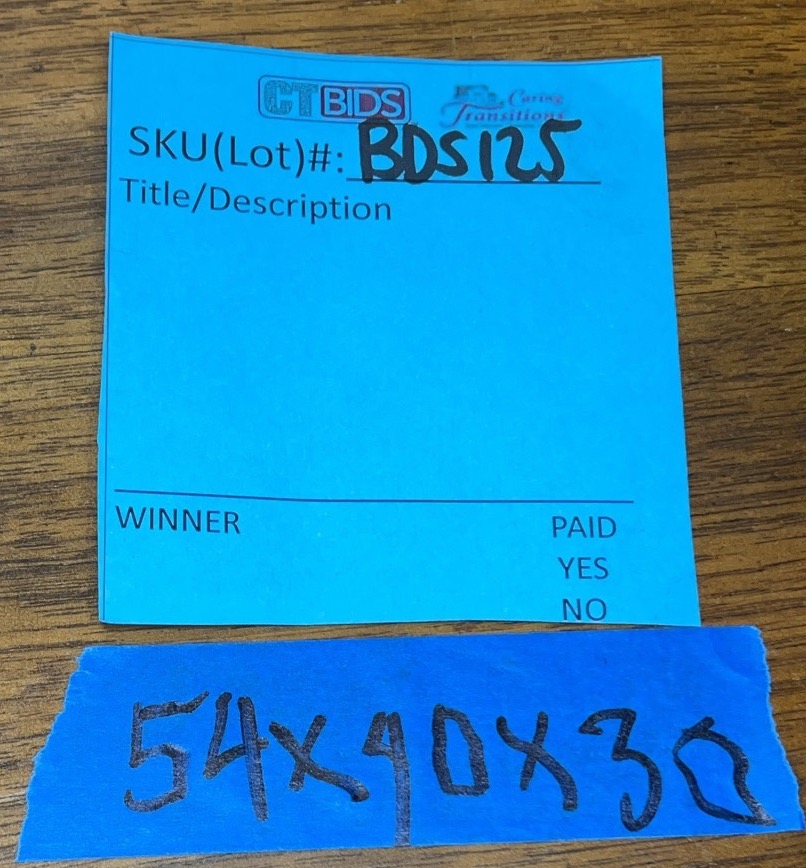 CTBIDS Caring
Transitions
SKU(Lot)#: BDS125
Title/Description
WINNER PAID
YES
NO
54x90x30